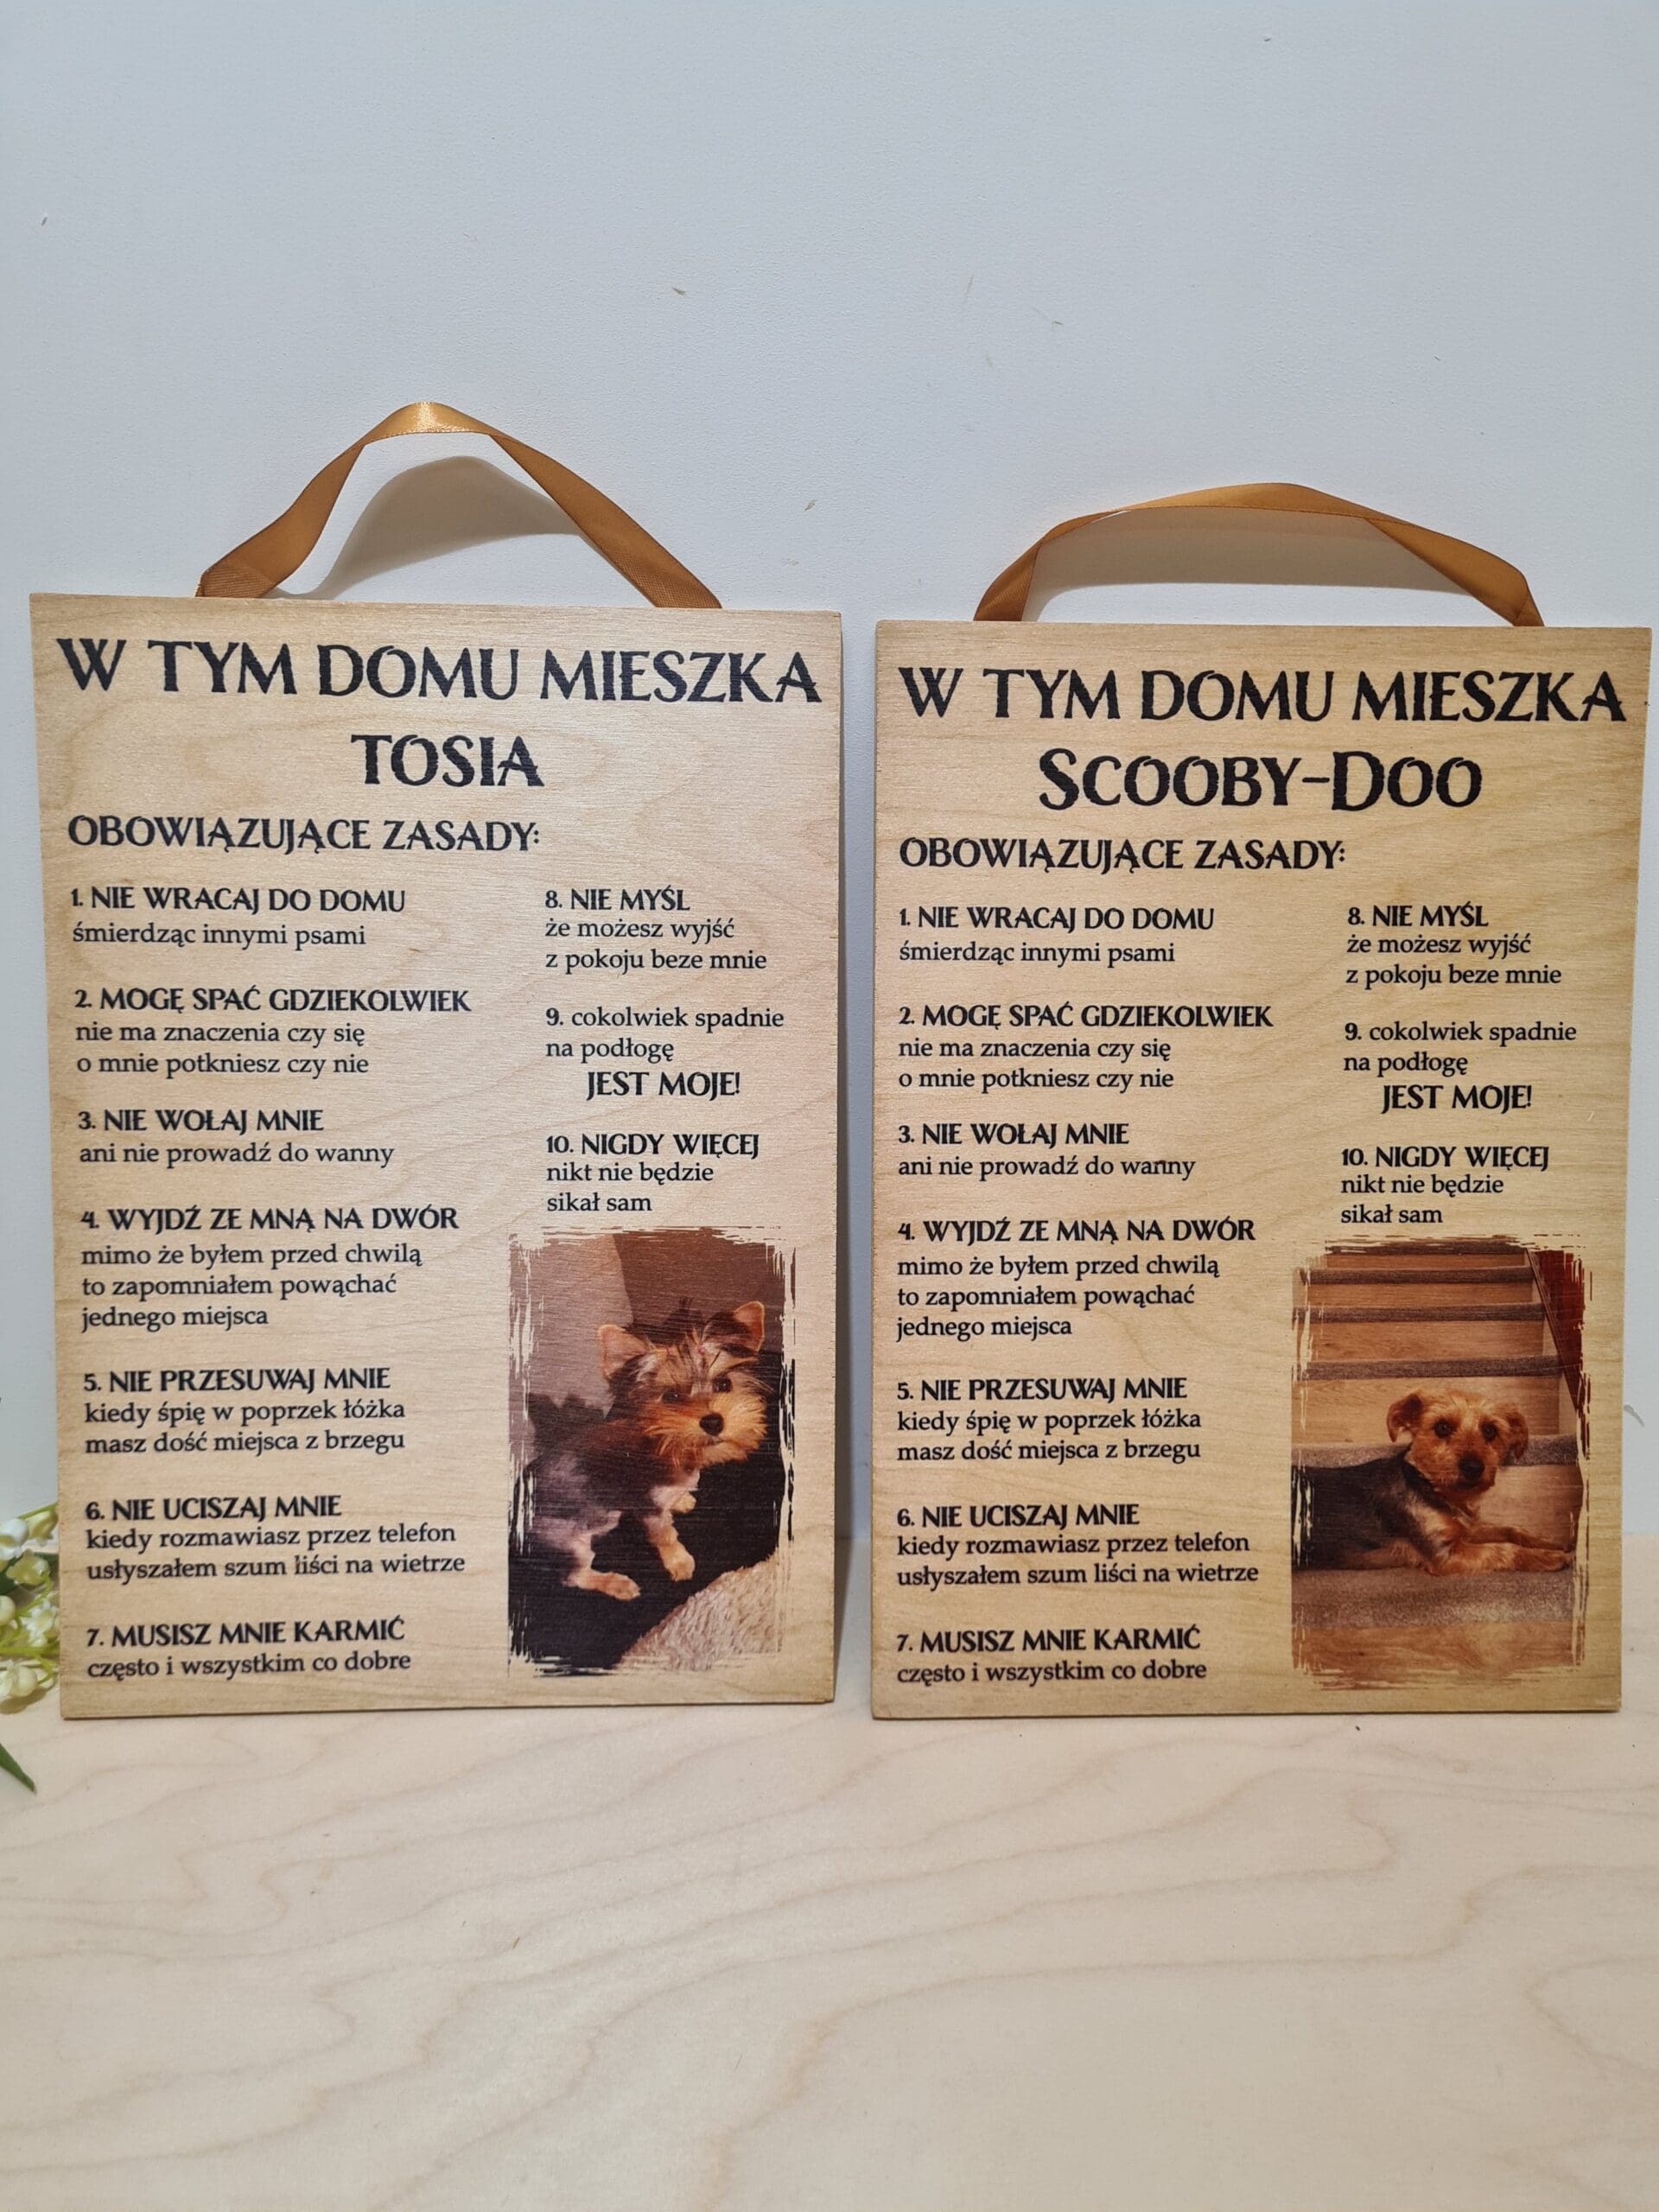 W TYM DOMU MIESZKA
TOSIA
OBOWIĄZUJĄCE ZASADY:
1. NIE WRACAJ DO DOMU
śmierdząc innymi psami
2. MOGĘ SPAĆ GDZIEKOLWIEK
nie ma znaczenia czy się
o mnie potkniesz czy nie
3. NIE WOŁAJ MNIE
ani nie prowadź do wanny
4. WYJDŹ ZE MNĄ NA DWÓR
mimo że byłem przed chwilą
to zapomniałem powąchać
jednego miejsca
5. NIE PRZESUWAJ MNIE
kiedy śpię w poprzek łóżka
masz dość miejsca z brzegu
6. NIE UCISZAJ MNIE
kiedy rozmawiasz przez telefon
usłyszałem szum liści na wietrze
7. MUSISZ MNIE KARMIĆ
często i wszystkim co dobre
8. NIE MYŚL
że możesz wyjść
z pokoju beze mnie
9. cokolwiek spadnie
na podłogę
JEST MOJE!
10. NIGDY WIĘCEJ
nikt nie będzie
sikał sam
W TYM DOMU MIESZKA
SCOOBY-DOO
OBOWIĄZUJĄCE ZASADY:
1. NIE WRACAJ DO DOMU
śmierdząc innymi psami
2. MOGĘ SPAĆ GDZIEKOLWIEK
nie ma znaczenia czy się
o mnie potkniesz czy nie
3. NIE WOŁAJ MNIE
ani nie prowadź do wanny
4. WYJDŹ ZE MNĄ NA DWÓR
mimo że byłem przed chwilą
to zapomniałem powąchać
jednego miejsca
5. NIE PRZESUWAJ MNIE
kiedy śpię w poprzek łóżka
masz dość miejsca z brzegu
6. NIE UCISZAJ MNIE
kiedy rozmawiasz przez telefon
usłyszałem szum liści na wietrze
7. MUSISZ MNIE KARMIĆ
często i wszystkim co dobre
8. NIE MYŚL
że możesz wyjść
z pokoju beze mnie
9. cokolwiek spadnie
na podłogę
JEST MOJE!
10. NIGDY WIĘCEJ
nikt nie będzie
sikał sam